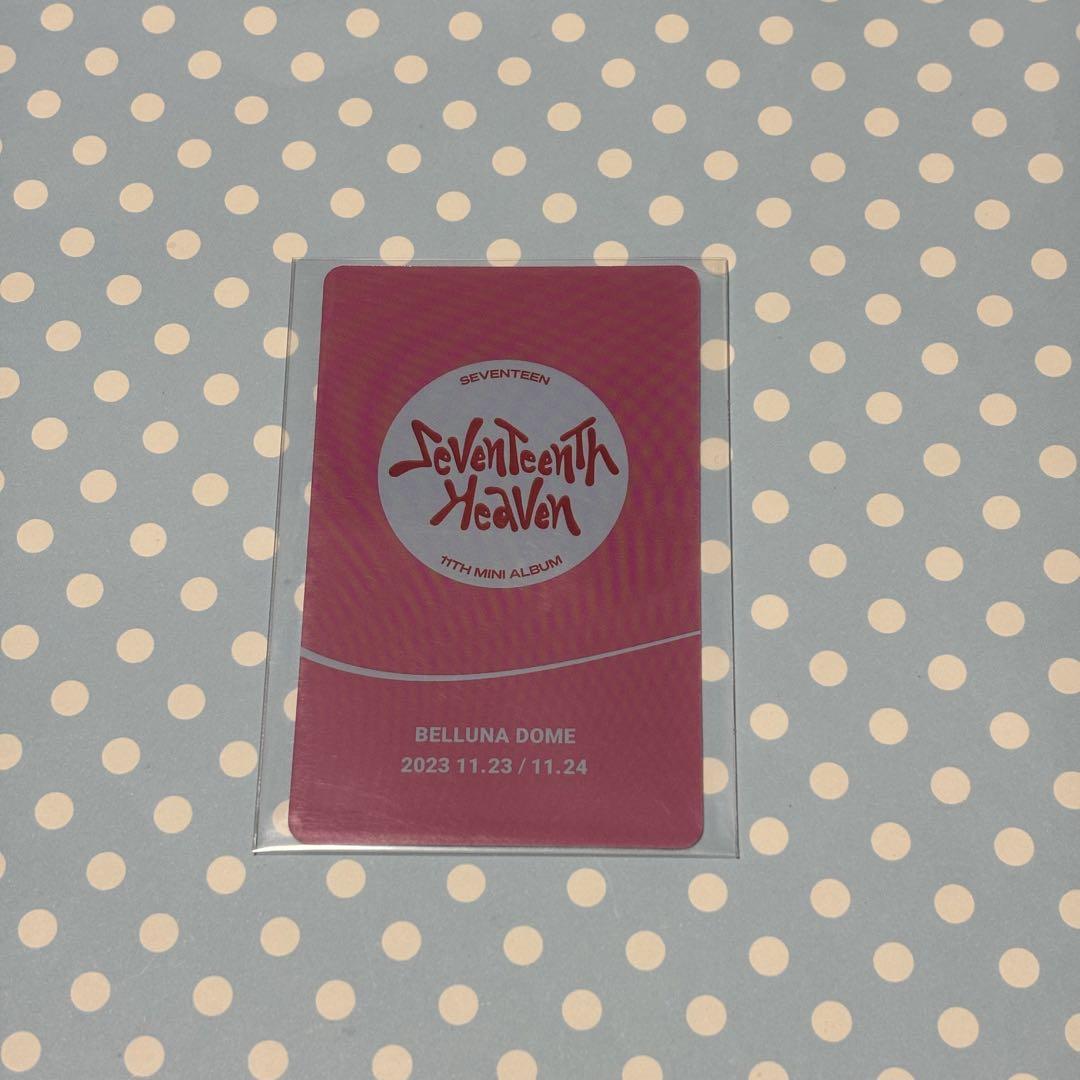 SEVENTEEN
SEVENTEENTH
HEAVEN
11TH MINI ALBUM
BELLUNA DOME
2023 11.23 / 11.24